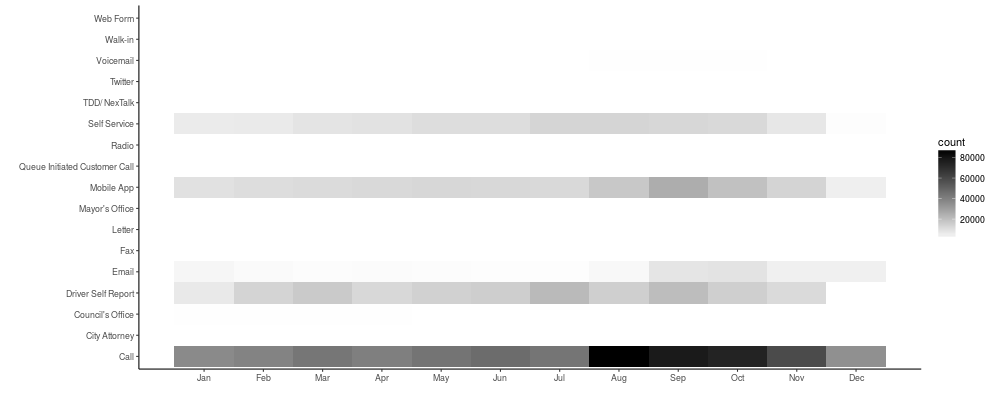 Web Form
Walk-in
Voicemail
Twitter
TDD/ NexTalk
Self Service
Radio
Queue Initiated Customer Call
Mobile App
Mayor's Office
Letter
Fax
Email
Driver Self Report
Council's Office
City Attorney
Call
Jan Feb Mar Apr May Jun Jul Aug Sep Oct Nov Dec
count
80000
60000
40000
20000